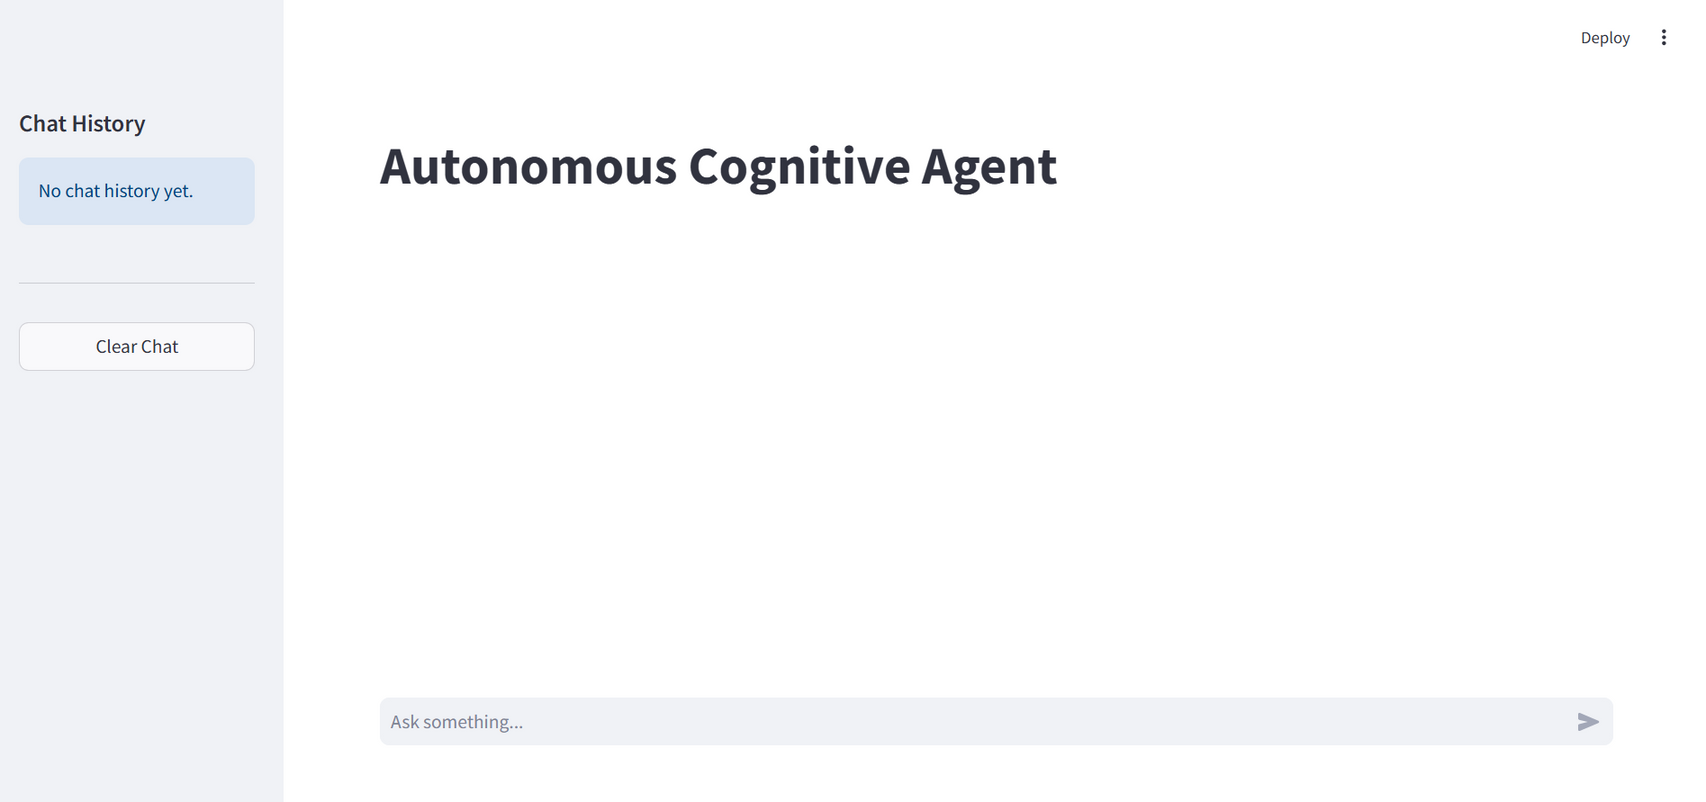 Deploy
Chat History
No chat history yet.
Clear Chat
Autonomous Cognitive Agent
Ask something...